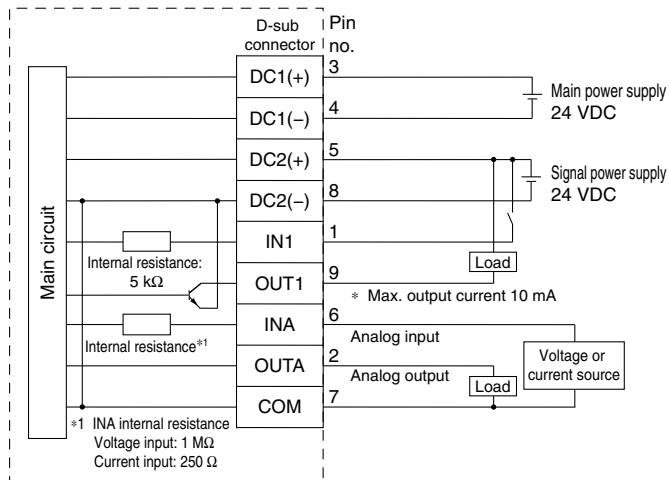 D-sub
connector
Pin
no.
Main circuit
DC1(+)
3
DC1(−)
4
Main power supply
24 VDC
DC2(+)
5
DC2(−)
8
Signal power supply
24 VDC
IN1
1
Internal resistance:
5 kΩ
OUT1
9
Load
* Max. output current 10 mA
INA
6
Analog input
Internal resistance*1
OUTA
2
Analog output
Load
Voltage or
current source
COM
7
*1 INA internal resistance
Voltage input: 1 MΩ
Current input: 250 Ω